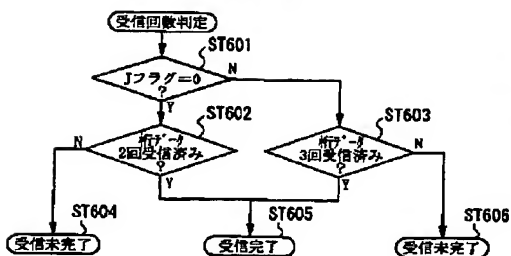 受信回数判定
ST601
Jフラグ=0
?
N
Y
ST602
ST603
桁データ
2回受信済み
?
N
Y
桁データ
3回受信済み
?
N
Y
ST604
ST605
ST606
受信未完了
受信完了
受信未完了